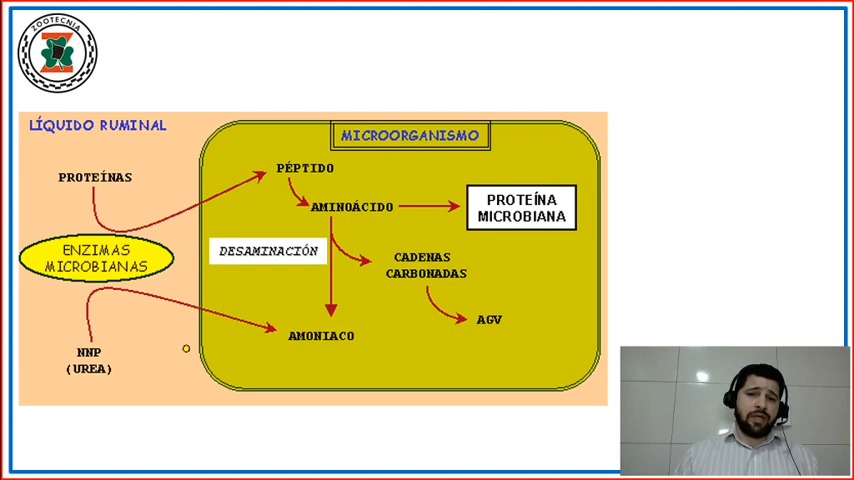 ZOOTECNIA
Z
LÍQUIDO RUMINAL
MICROORGANISMO
PROTEÍNAS
PÉPTIDO
AMINOÁCIDO
PROTEÍNA
MICROBIANA
ENZIMAS
MICROBIANAS
DESAMINACIÓN
CADENAS
CARBONADAS
AGV
AMONIACO
NNP
(UREA)